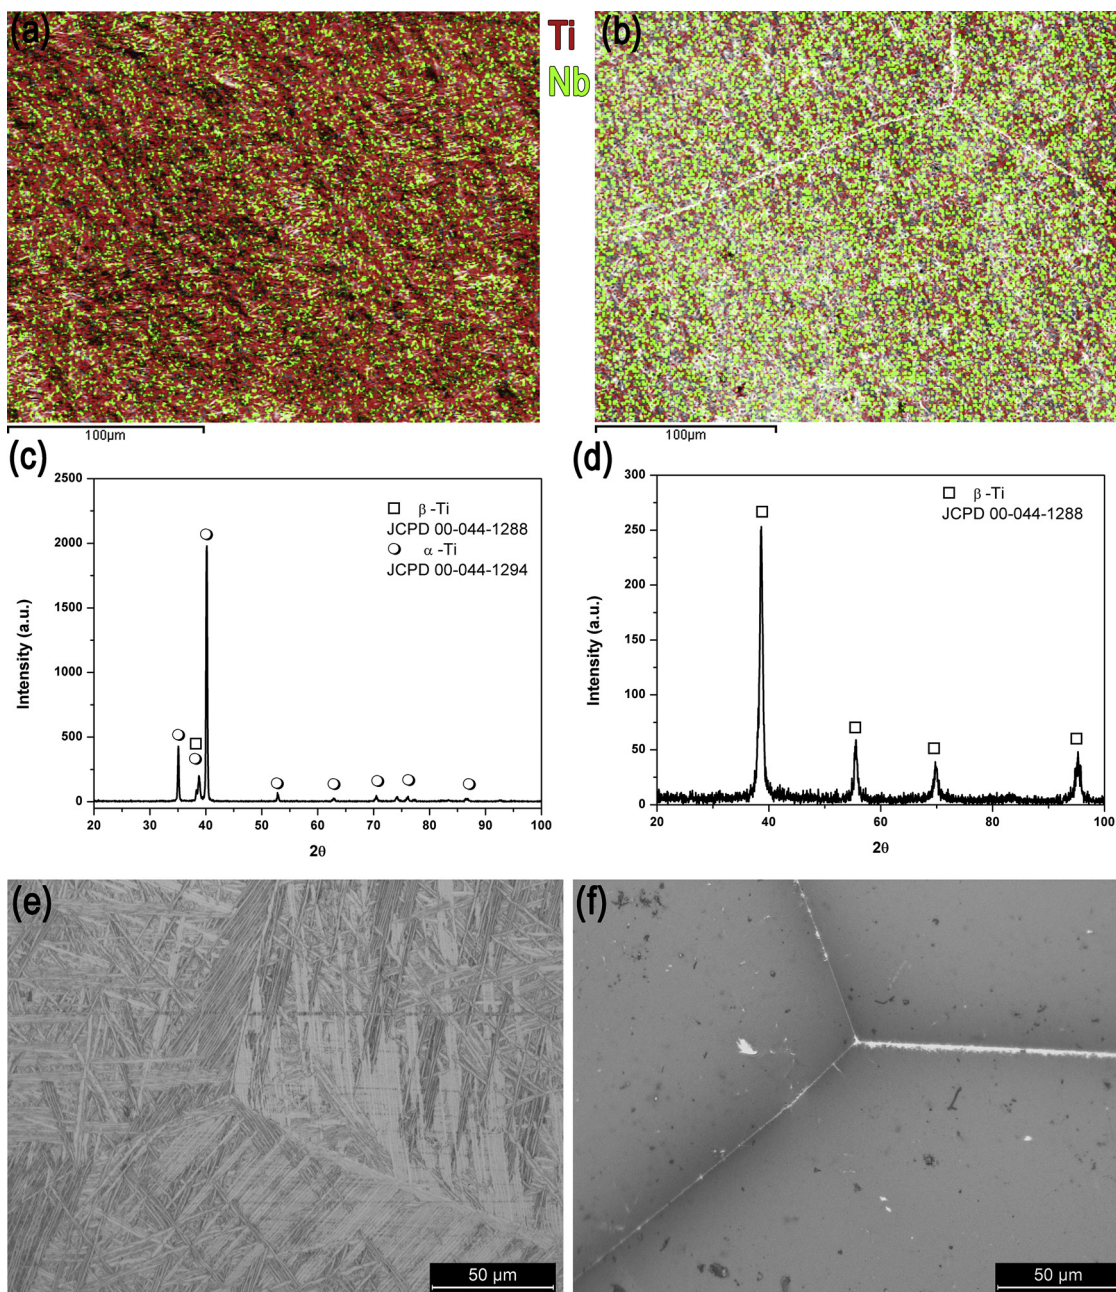 (a)
Ti
Nb
(b)
100µm
100µm
(c)
2500
2000
1500
1000
500
0
Intensity (a.u.)
20 30 40 50 60 70 80 90 100
2θ
β -Ti
JCPD 00-044-1288
α -Ti
JCPD 00-044-1294
(d)
300
250
200
150
100
50
0
Intensity (a.u.)
20 40 60 80 100
2θ
β -Ti
JCPD 00-044-1288
(e)
50 µm
(f)
50 µm